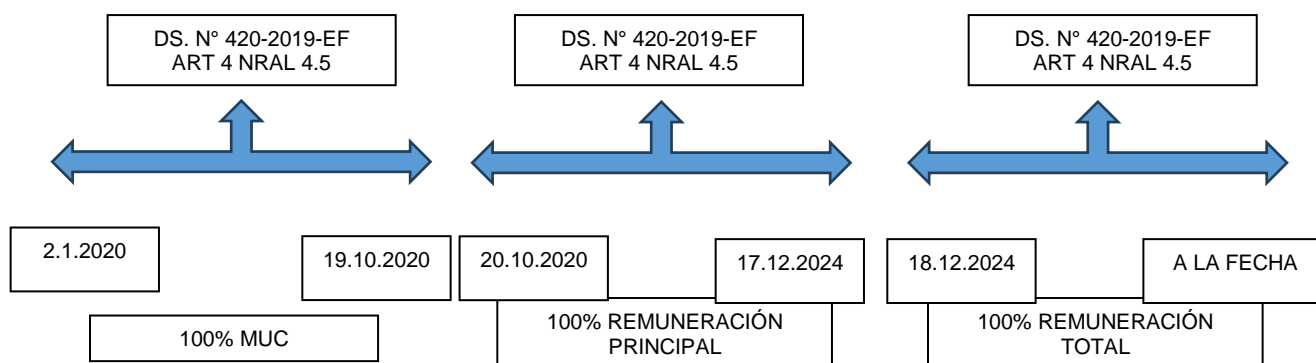 DS. N° 420-2019-EF
ART 4 NRAL 4.5
DS. N° 420-2019-EF
ART 4 NRAL 4.5
DS. N° 420-2019-EF
ART 4 NRAL 4.5
2.1.2020
19.10.2020
20.10.2020
17.12.2024
18.12.2024
A LA FECHA
100% MUC
100% REMUNERACIÓN
PRINCIPAL
100% REMUNERACIÓN
TOTAL